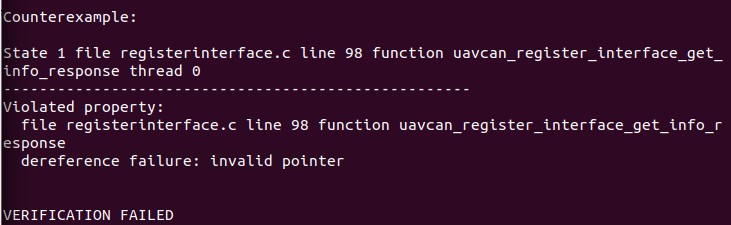 Counterexample:
State 1 file registerinterface.c line 98 function uavcan_register_interface_get_
info_response thread 0
----------------------------------------------------
Violated property:
  file registerinterface.c line 98 function uavcan_register_interface_get_info_r
esponse
  dereference failure: invalid pointer
VERIFICATION FAILED